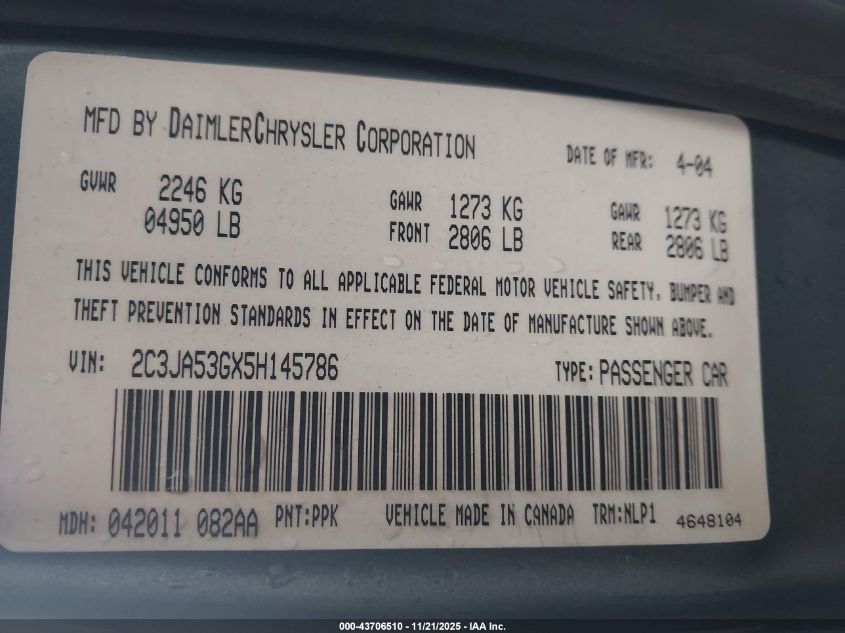 MFD BY DAIMLERCHRYSLER CORPORATION DATE OF MFR: 4-04
GVWR 2246 KG GAWR 1273 KG GAWR 1273 KG
04950 LB FRONT 2806 LB REAR 2806 LB
THIS VEHICLE CONFORMS TO ALL APPLICABLE FEDERAL MOTOR VEHICLE SAFETY, BUMPER AND
THEFT PREVENTION STANDARDS IN EFFECT ON THE DATE OF MANUFACTURE SHOWN ABOVE.
VIN: 2C3JA53GX5H145786 TYPE: PASSENGER CAR
MDH: 042011 082AA PNT:PPK VEHICLE MADE IN CANADA TRM:NLP1 4648104
000-43706510 - 11/21/2025 - IAA Inc.